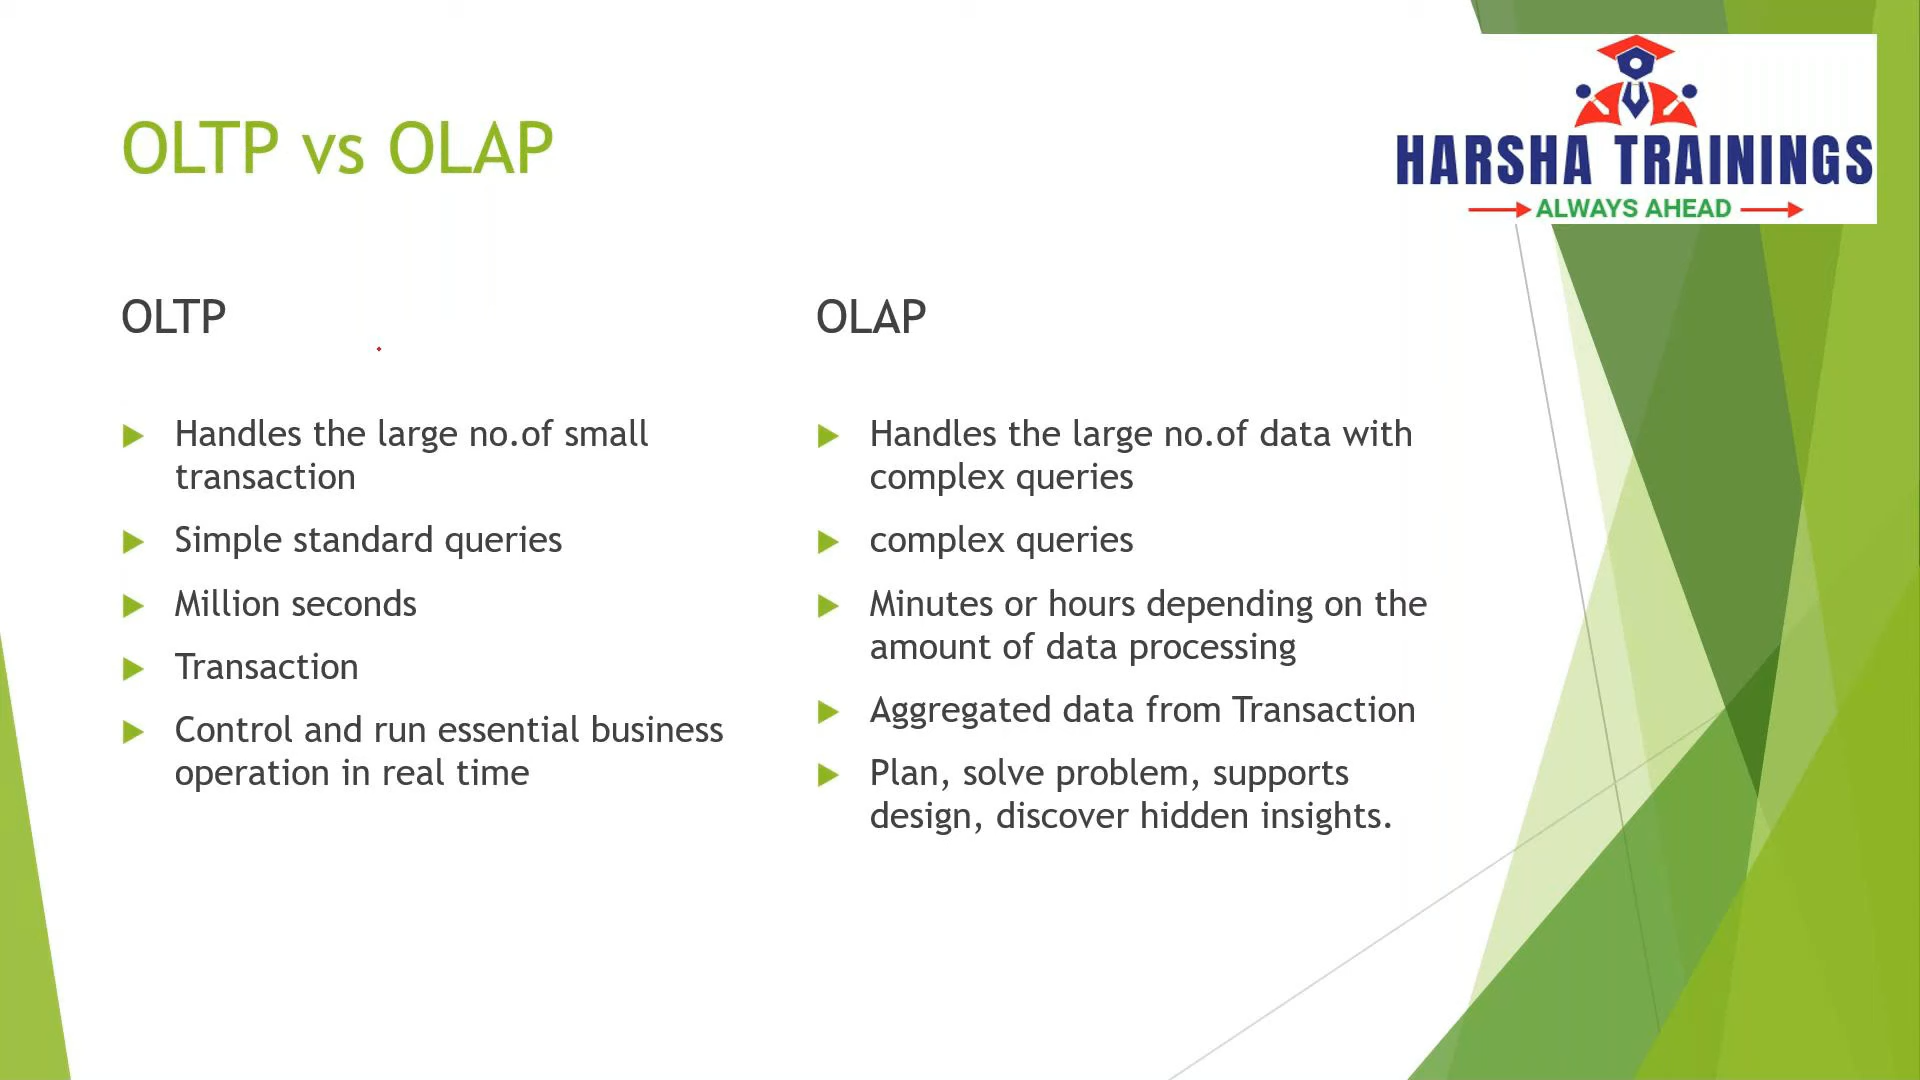 OLTP vs OLAP
HARSHA TRAININGS
ALWAYS AHEAD
OLTP
Handles the large no.of small
transaction
Simple standard queries
Million seconds
Transaction
Control and run essential business
operation in real time
OLAP
Handles the large no.of data with
complex queries
complex queries
Minutes or hours depending on the
amount of data processing
Aggregated data from Transaction
Plan, solve problem, supports
design, discover hidden insights.